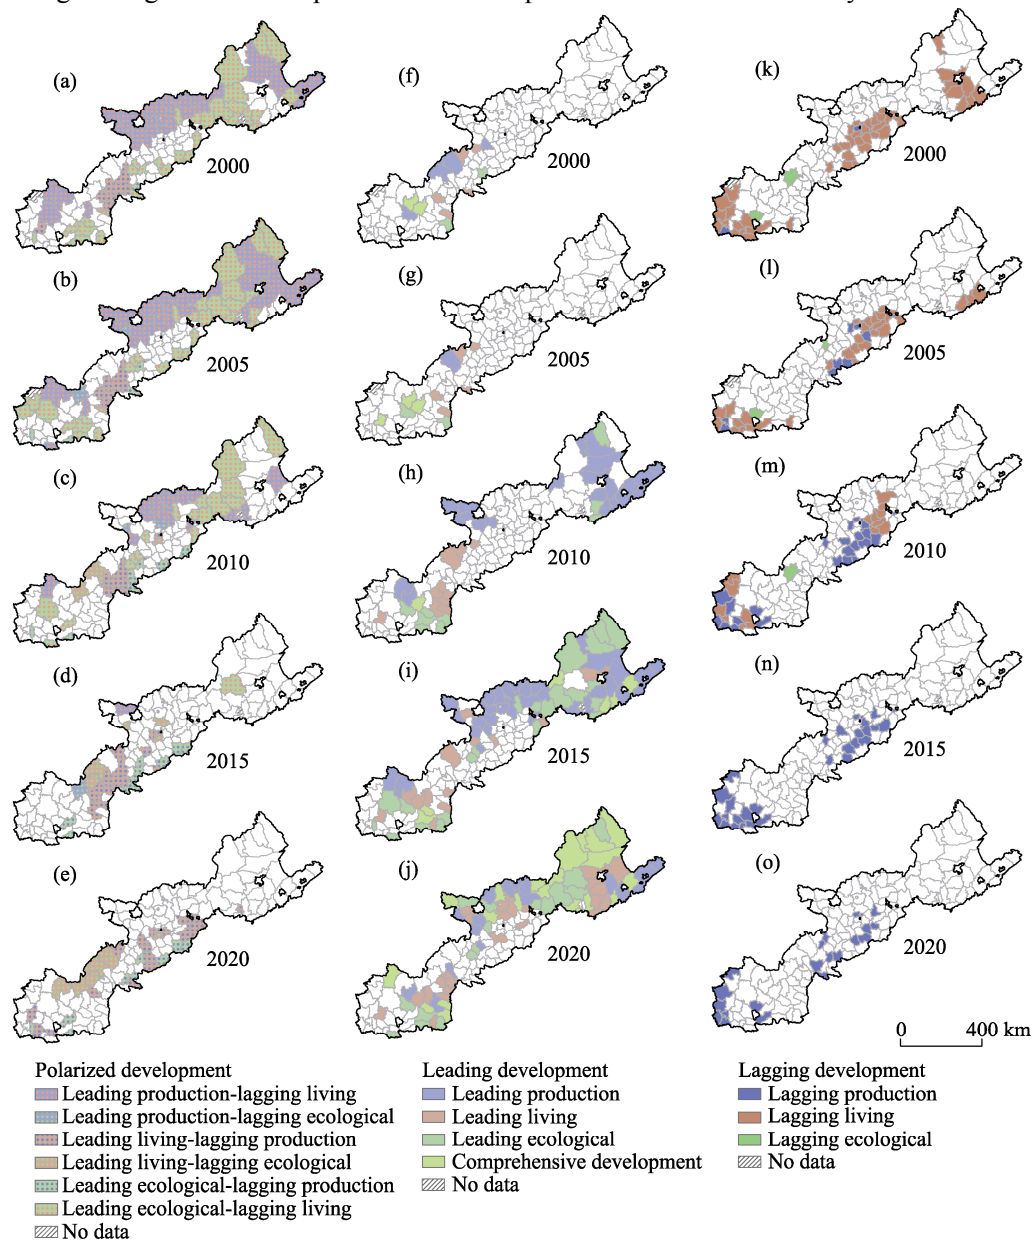 (a)
2000
(f)
2000
(k)
2000
(b)
2005
(g)
2005
(l)
2005
(c)
2010
(h)
2010
(m)
2010
(d)
2015
(i)
2015
(n)
2015
(e)
2020
(j)
2020
(o)
2020
0 400 km
Polarized development
Leading production-lagging living
Leading production-lagging ecological
Leading living-lagging production
Leading living-lagging ecological
Leading ecological-lagging production
Leading ecological-lagging living
No data
Leading development
Leading production
Leading living
Leading ecological
Comprehensive development
No data
Lagging development
Lagging production
Lagging living
Lagging ecological
No data